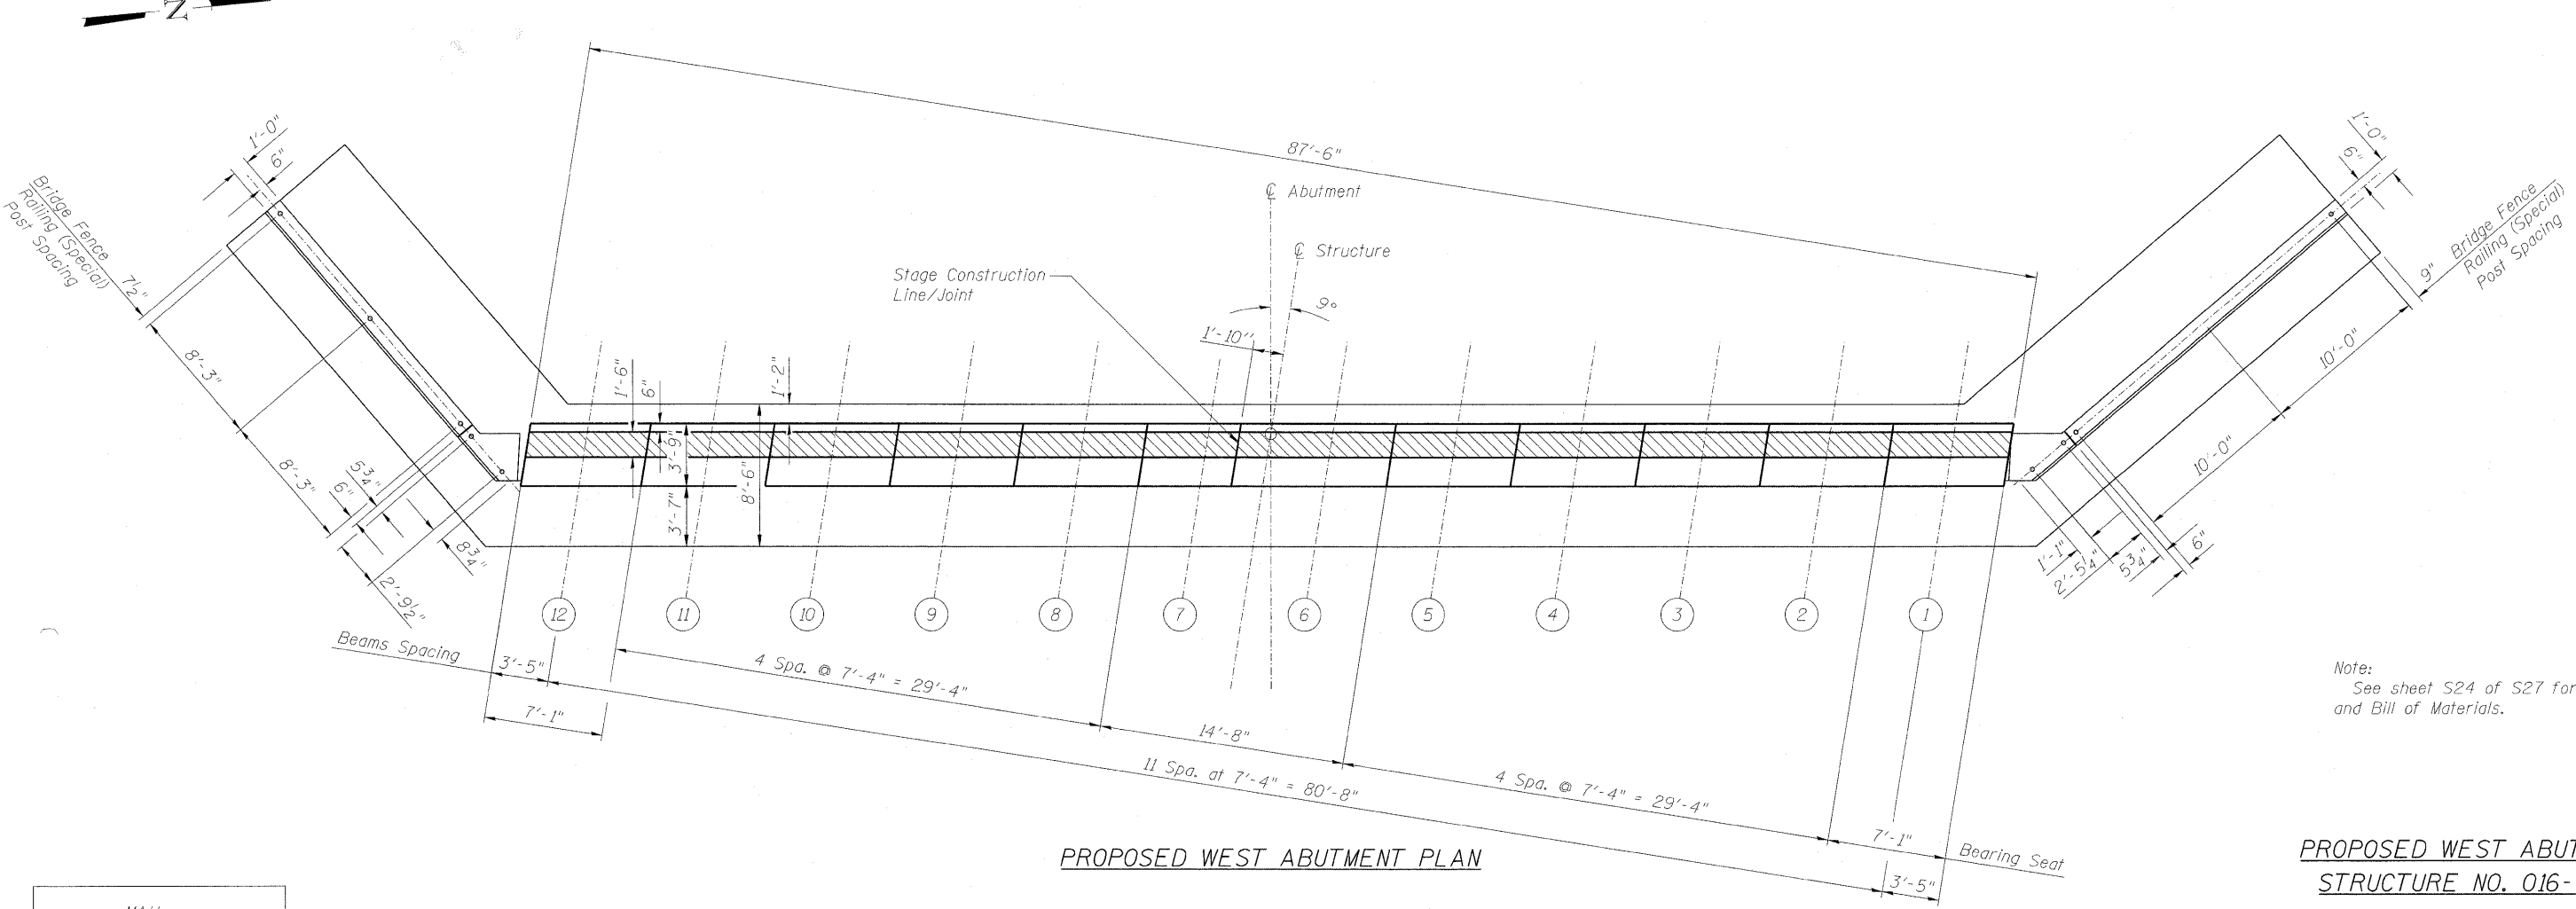 N
87'-6"
℄ Abutment
℄ Structure
9°
1'-10"
Stage Construction
Line/Joint
1'-0"
6"
Bridge Fence
Railing (Special)
Post Spacing
7½"
8'-3"
8'-3"
5¾"
6"
8¾"
2'-9½"
1'-6"
6"
1'-2"
3'-9"
8'-6"
3'-7"
1'-0"
6"
9"
Bridge Fence
Railing (Special)
Post Spacing
10'-0"
10'-0"
6"
5¾"
2'-5¼"
1'-1"
12
11
10
9
8
7
6
5
4
3
2
1
Beams Spacing
3'-5"
4 Spa. @ 7'-4" = 29'-4"
7'-1"
14'-8"
11 Spa. at 7'-4" = 80'-8"
4 Spa. @ 7'-4" = 29'-4"
7'-1"
Bearing Seat
3'-5"
Note:
See sheet S24 of S27 for
and Bill of Materials.
PROPOSED WEST ABUTMENT PLAN
PROPOSED WEST ABUT
STRUCTURE NO. 016-